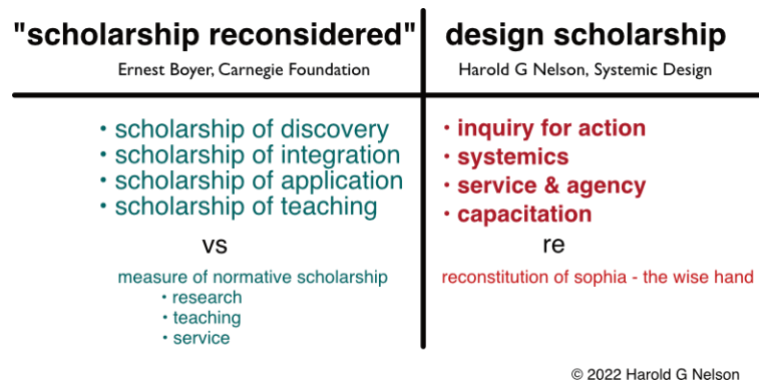 "scholarship reconsidered"
Ernest Boyer, Carnegie Foundation
• scholarship of discovery
• scholarship of integration
• scholarship of application
• scholarship of teaching
vs
measure of normative scholarship
• research
• teaching
• service
design scholarship
Harold G Nelson, Systemic Design
• inquiry for action
• systemics
• service & agency
• capacitation
re
reconstitution of sophia - the wise hand
© 2022 Harold G Nelson